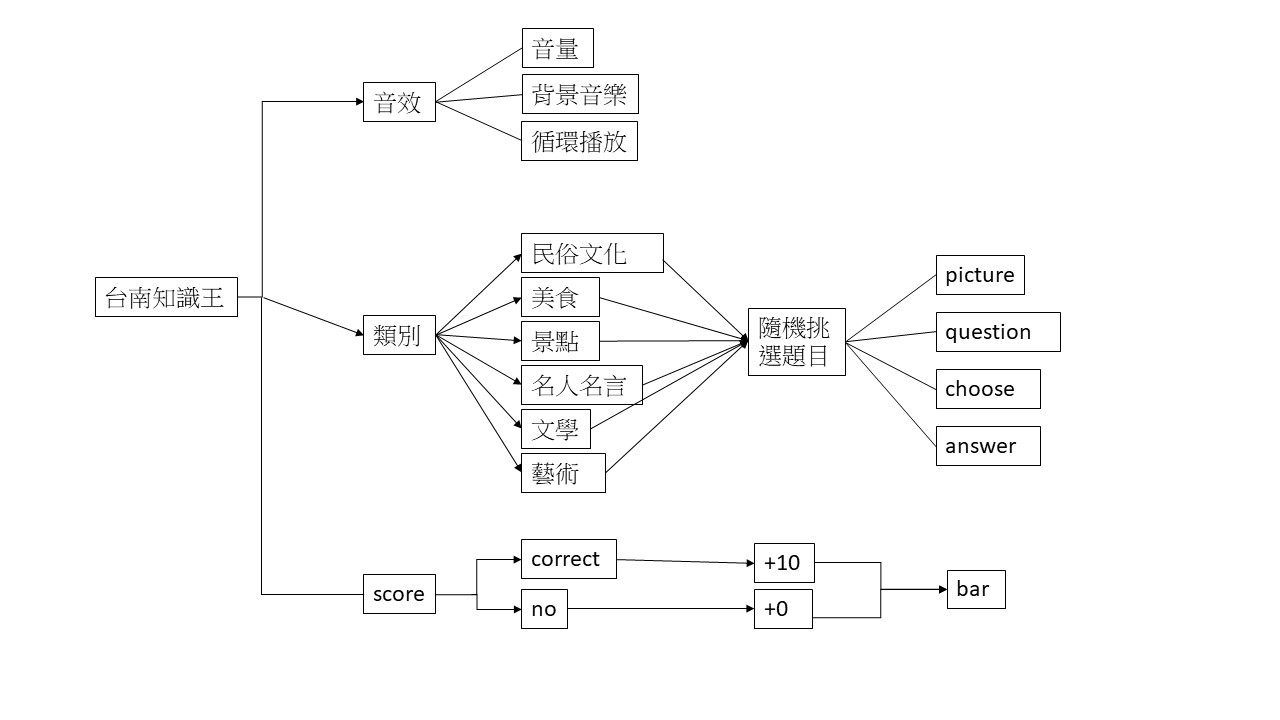 音量
背景音樂
循環播放
音效
台南知識王
類別
民俗文化
美食
景點
名人名言
文學
藝術
隨機挑
選題目
picture
question
choose
answer
score
correct
no
+10
+0
bar